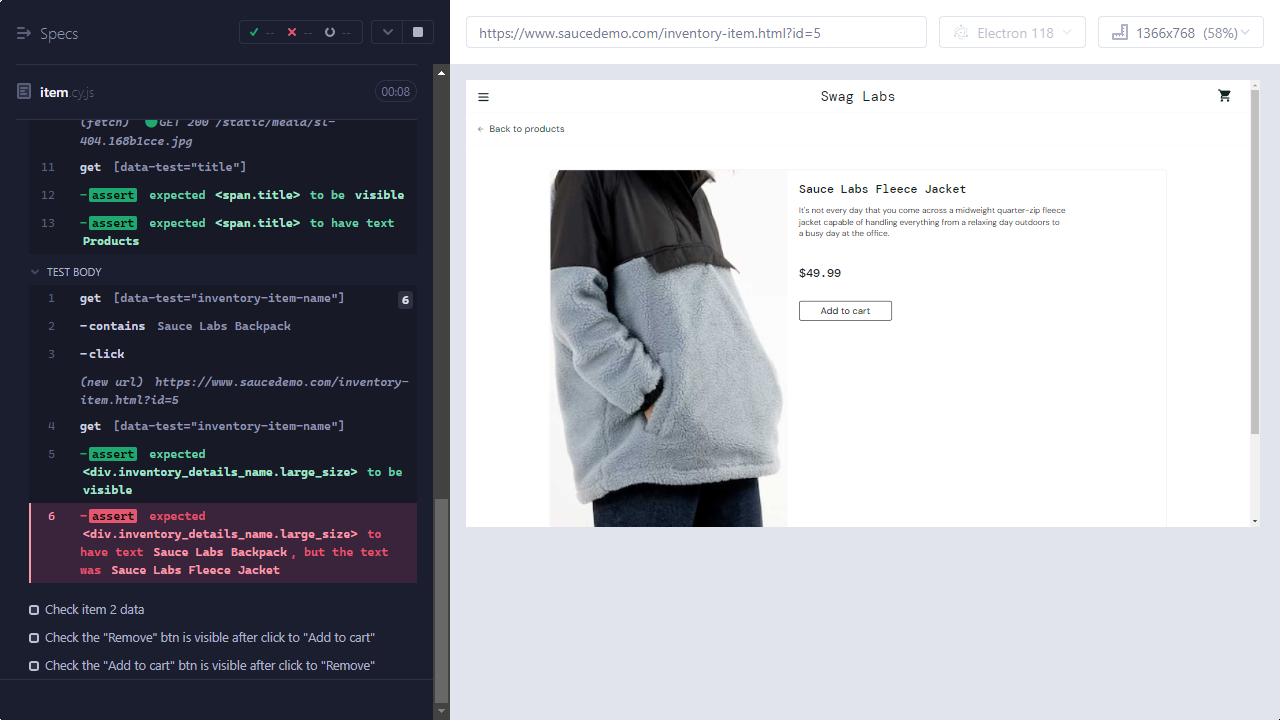 Specs
-- -- --
item.cy.js
00:08
(fetch) GET 200 /static/media/sl-
404.168b1cce.jpg
11 get [data-test="title"]
12 -assert expected <span.title> to be visible
13 -assert expected <span.title> to have text
Products
TEST BODY
1 get [data-test="inventory-item-name"] 6
2 -contains Sauce Labs Backpack
3 -click
(new url) https://www.saucedemo.com/inventory-
item.html?id=5
4 get [data-test="inventory-item-name"]
5 -assert expected
<div.inventory_details_name.large_size> to be
visible
6 -assert expected
<div.inventory_details_name.large_size> to
have text Sauce Labs Backpack, but the text
was Sauce Labs Fleece Jacket
Check item 2 data
Check the "Remove" btn is visible after click to "Add to cart"
Check the "Add to cart" btn is visible after click to "Remove"
https://www.saucedemo.com/inventory-item.html?id=5
Electron 118
1366x768 (58%)
Swag Labs
Back to products
Sauce Labs Fleece Jacket
It's not every day that you come across a midweight quarter-zip fleece
jacket capable of handling everything from a relaxing day outdoors to
a busy day at the office.
$49.99
Add to cart